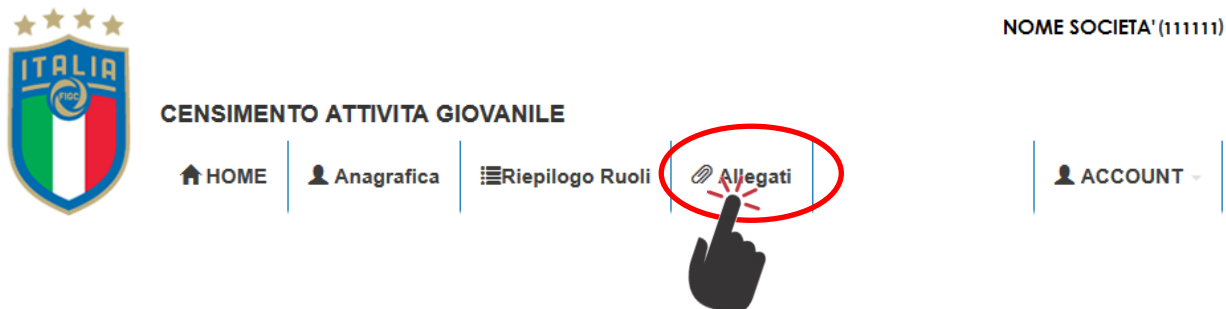 NOME SOCIETA' (111111)
ITALIA
FIGC
CENSIMENTO ATTIVITA GIOVANILE
HOME Anagrafica Riepilogo Ruoli Allegati ACCOUNT